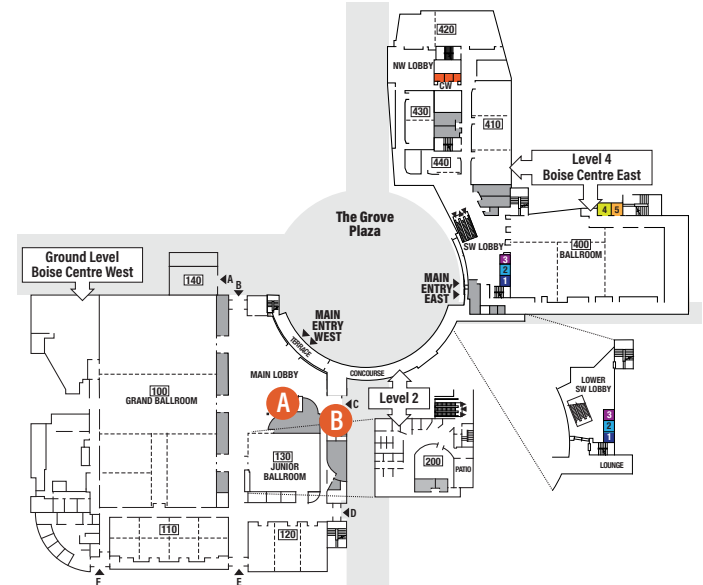 420
NW LOBBY
CW
430
410
440
Level 4
Boise Centre East
4
5
The Grove
Plaza
SW LOBBY
400
BALLROOM
3
2
1
MAIN
ENTRY
EAST
Ground Level
Boise Centre West
140
A
B
MAIN
ENTRY
WEST
TERRACE
CONCOURSE
MAIN LOBBY
100
GRAND BALLROOM
A
B
C
Level 2
LOWER
SW LOBBY
3
2
1
LOUNGE
130
JUNIOR
BALLROOM
200
PATIO
D
110
120
F
E